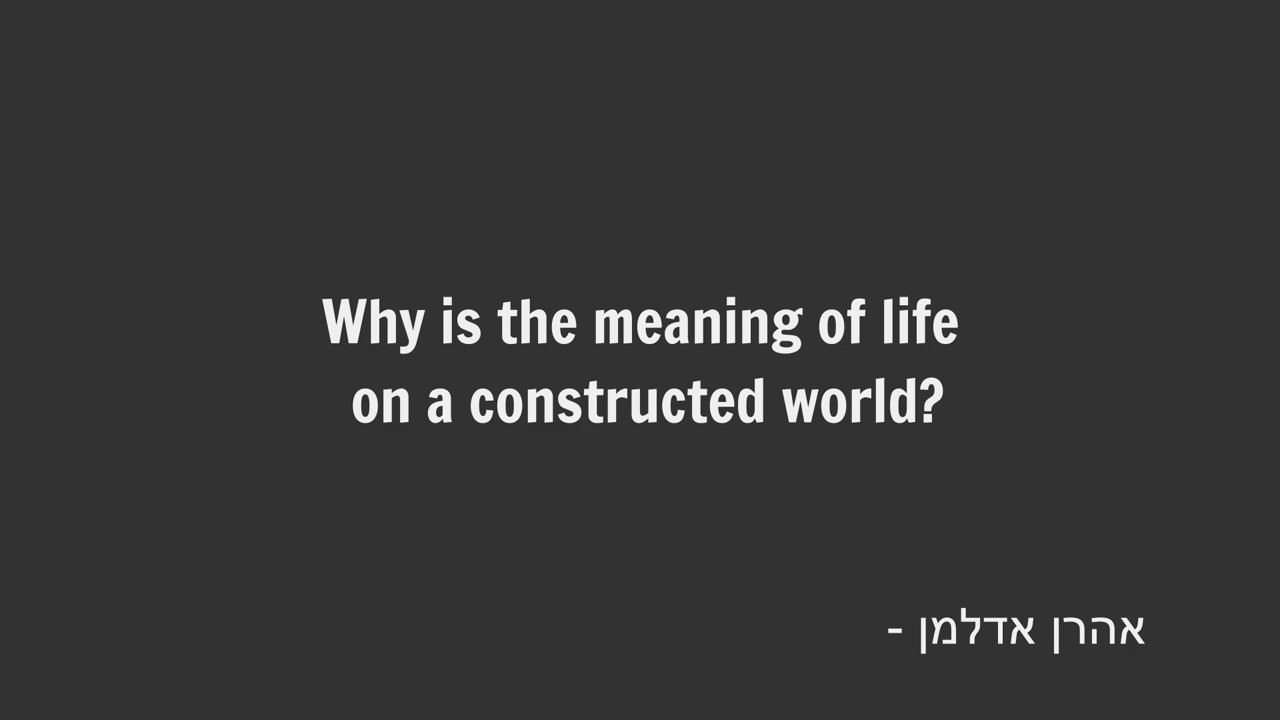 Why is the meaning of life
on a constructed world?
אהרן אדלמן -